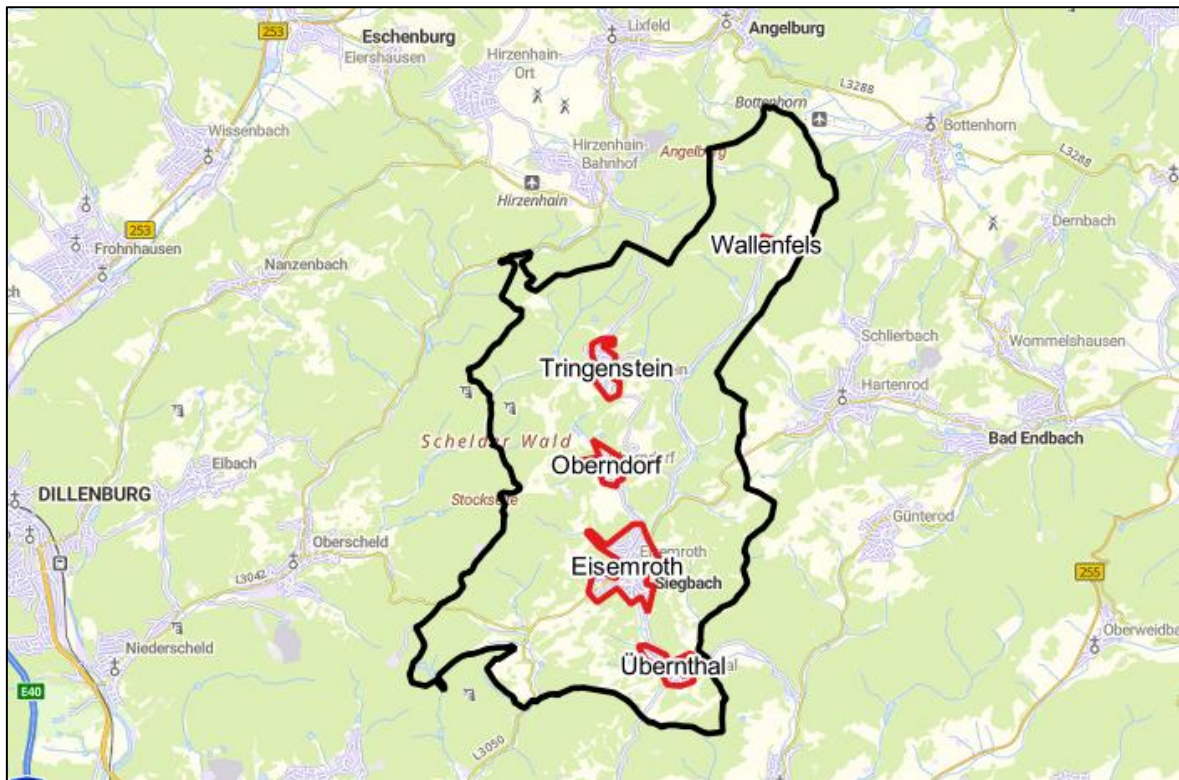 253
Eschenburg
Eiershausen
Lixfeld
Angelburg
Hirzenhain-
Ort
L3288
Bottenhorn
Bottenhorn
Wissenbach
Hirzenhain
Bahnhof
Angelburg
Perf
L3288
Hirzenhain
Dernbach
253
Frohnhausen
Nanzenbach
Wallenfels
Schlierbach
Wommelshausen
Tringenstein
Hartenrod
Bad Endbach
Schelder Wald
Oberndorf
Eibach
DILLENBURG
Günterod
Oberscheld
Eisemroth
Eisemroth
Siegbach
L3042
255
Niederscheld
Oberweidba
Übernthal
E40
L3050